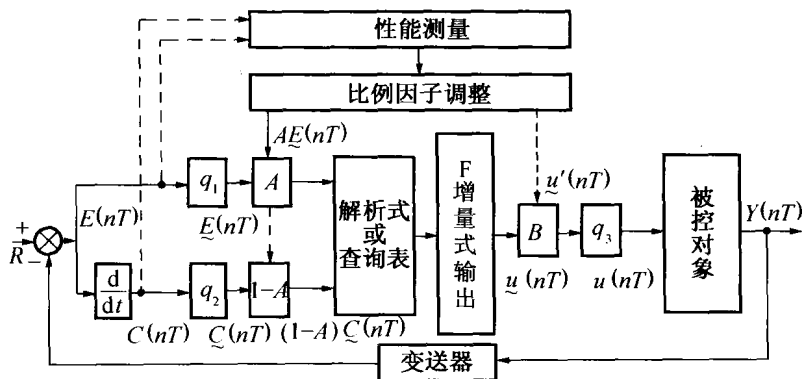 性能测量
比例因子调整
AE(nT)
F增量式输出
u′(nT)
被控对象
E(nT)
q₁
A
解析式
或
查询表
Y(nT)
+
R
−
E(nT)
B
q₃
d
dt
q₂
1−A
u(nT)
u(nT)
C(nT)
C(nT)
(1−A)C(nT)
变送器